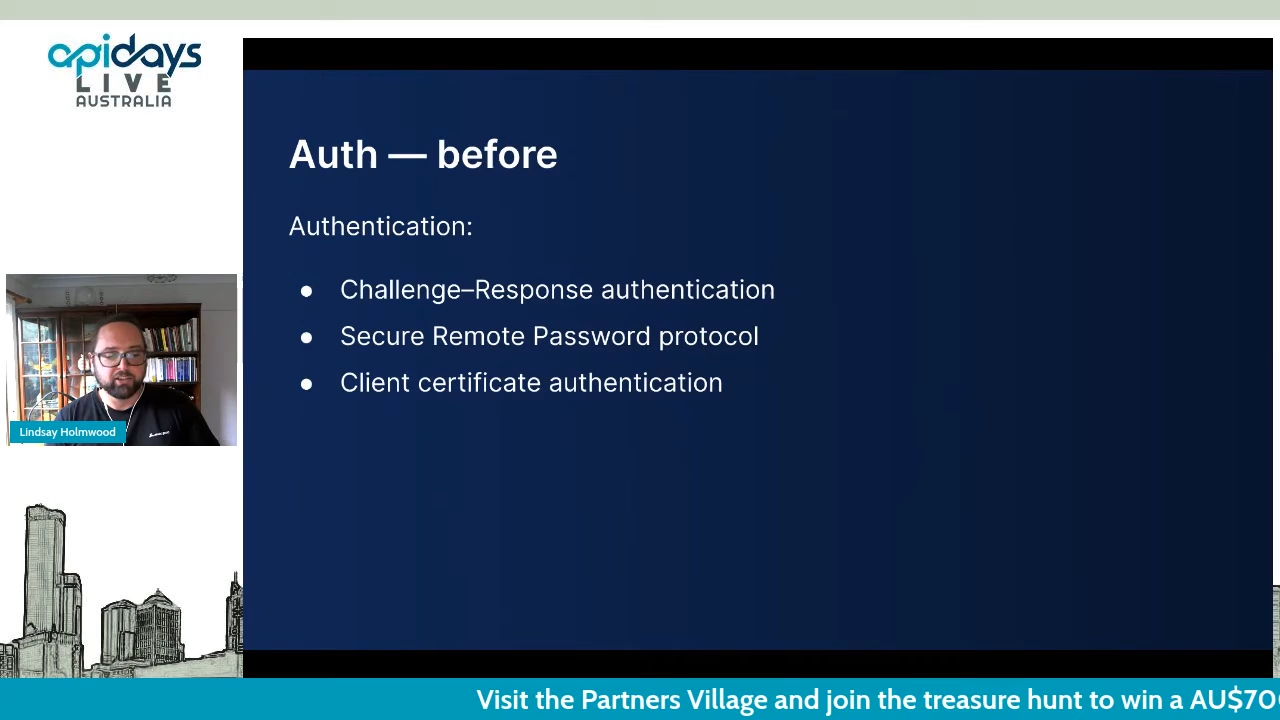 apidays
LIVE
AUSTRALIA
Auth — before
Authentication:
● Challenge–Response authentication
● Secure Remote Password protocol
● Client certificate authentication
Lindsay Holmwood
Visit the Partners Village and join the treasure hunt to win a AU$70